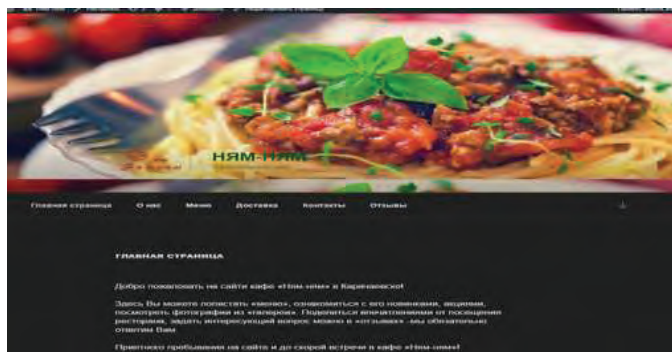 НЯМ-НЯМ
Главная страница О нас Меню Доставка Контакты Отзывы
ГЛАВНАЯ СТРАНИЦА
Добро пожаловать на сайти кафе «Ням-ням» в Карачаевске!
Здесь Вы можете полистать «меню», ознакомиться с его новинками, акциями,
посмотреть фотографии из «галереи». Поделиться впечатлениями от посещения
ресторана, задать интересующий вопрос можно в «отзывах» -мы обязательно
ответим Вам.
Приятного пребывания на сайте и до скорой встречи в кафе «Ням-ням»!